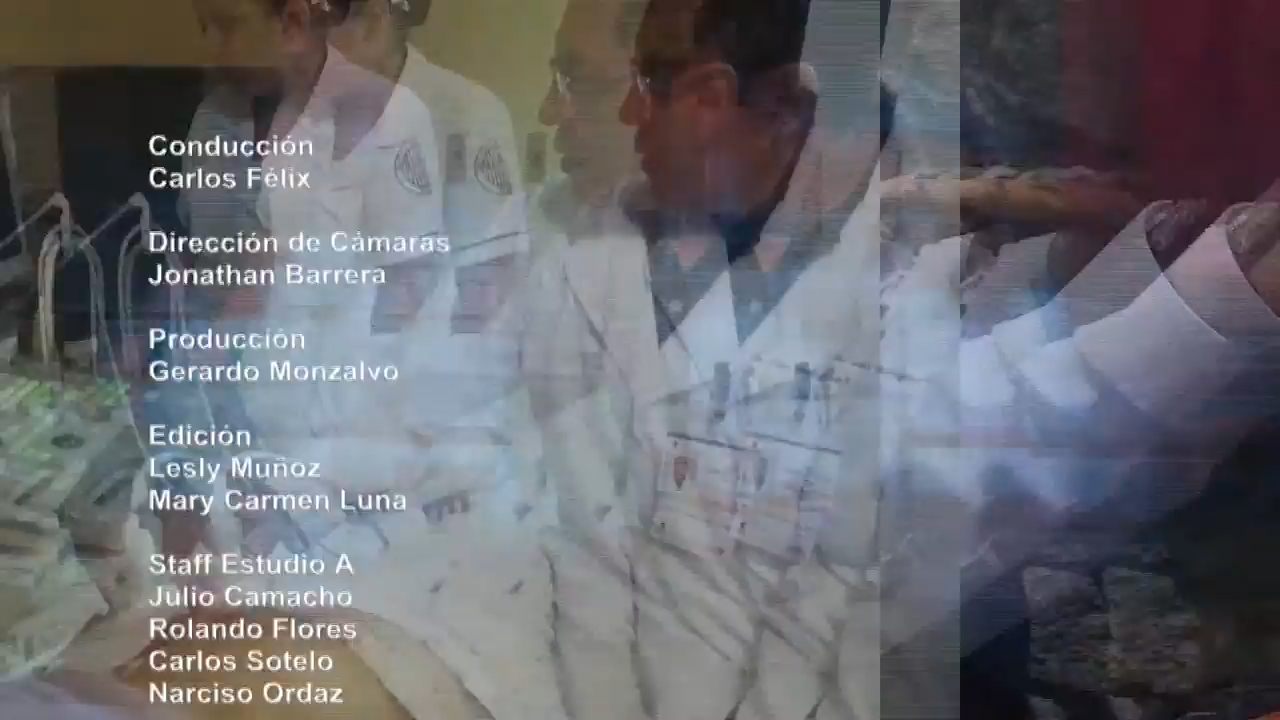 Conducción
Carlos Félix
Dirección de Cámaras
Jonathan Barrera
Producción
Gerardo Monzalvo
Edición
Lesly Muñoz
Mary Carmen Luna
Staff Estudio A
Julio Camacho
Rolando Flores
Carlos Sotelo
Narciso Ordaz